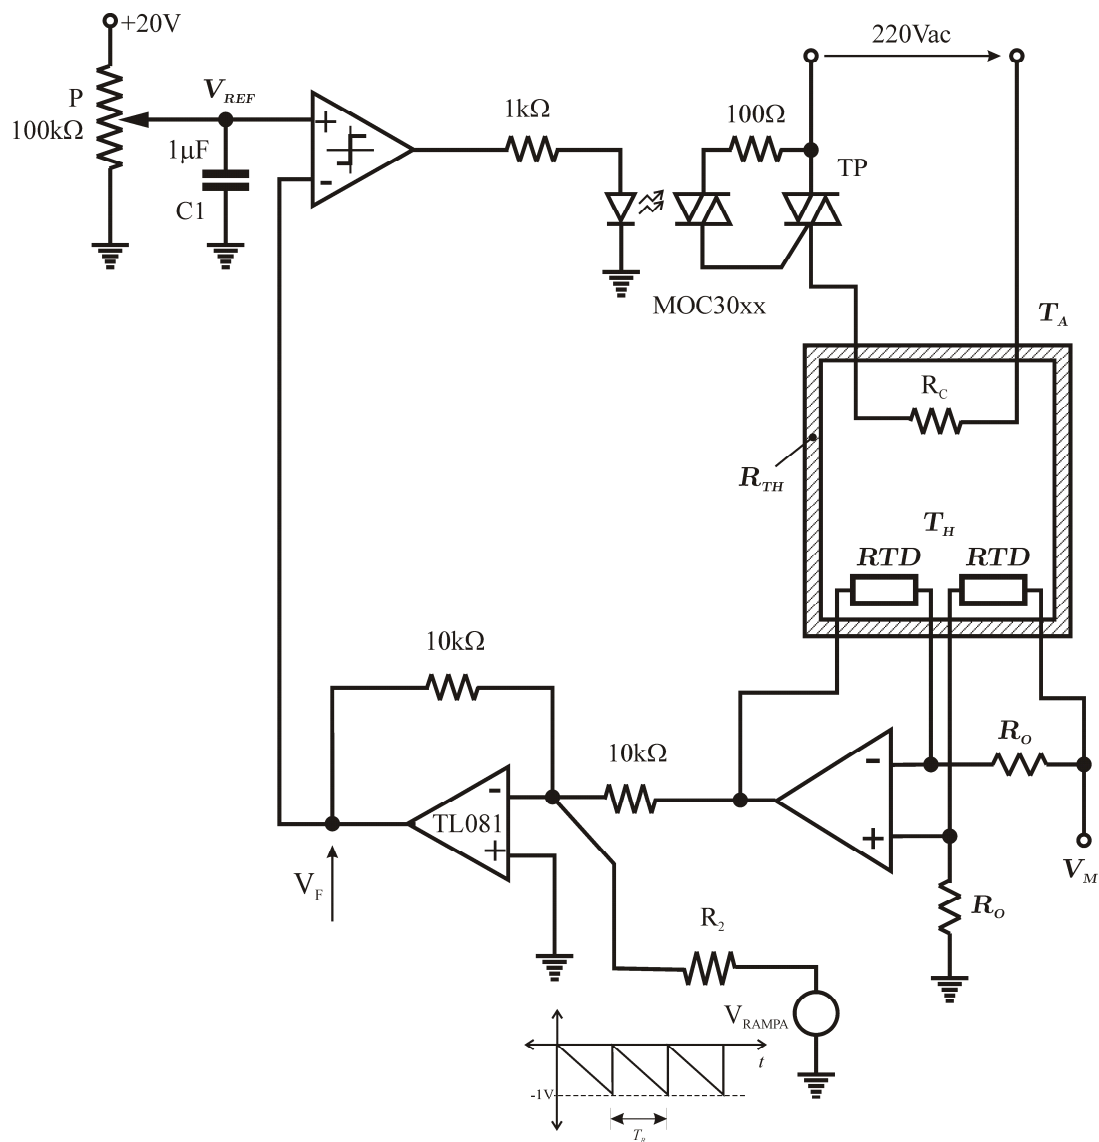 +20V
220Vac
P
100kΩ
V_REF
1kΩ
100Ω
+
1μF
TP
-
C1
MOC30xx
T_A
R_C
R_TH
T_H
RTD RTD
10kΩ
R_O
10kΩ
-
-
TL081
+
+
V_M
V_F
R_O
R_2
V_RAMPA
t
-1V